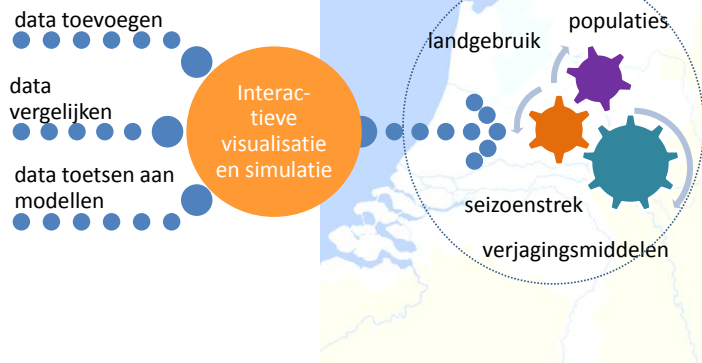 data toevoegen
data
vergelijken
data toetsen aan
modellen
Interac-
tieve
visualisatie
en simulatie
populaties
landgebruik
seizoenstrek
verjagingsmiddelen